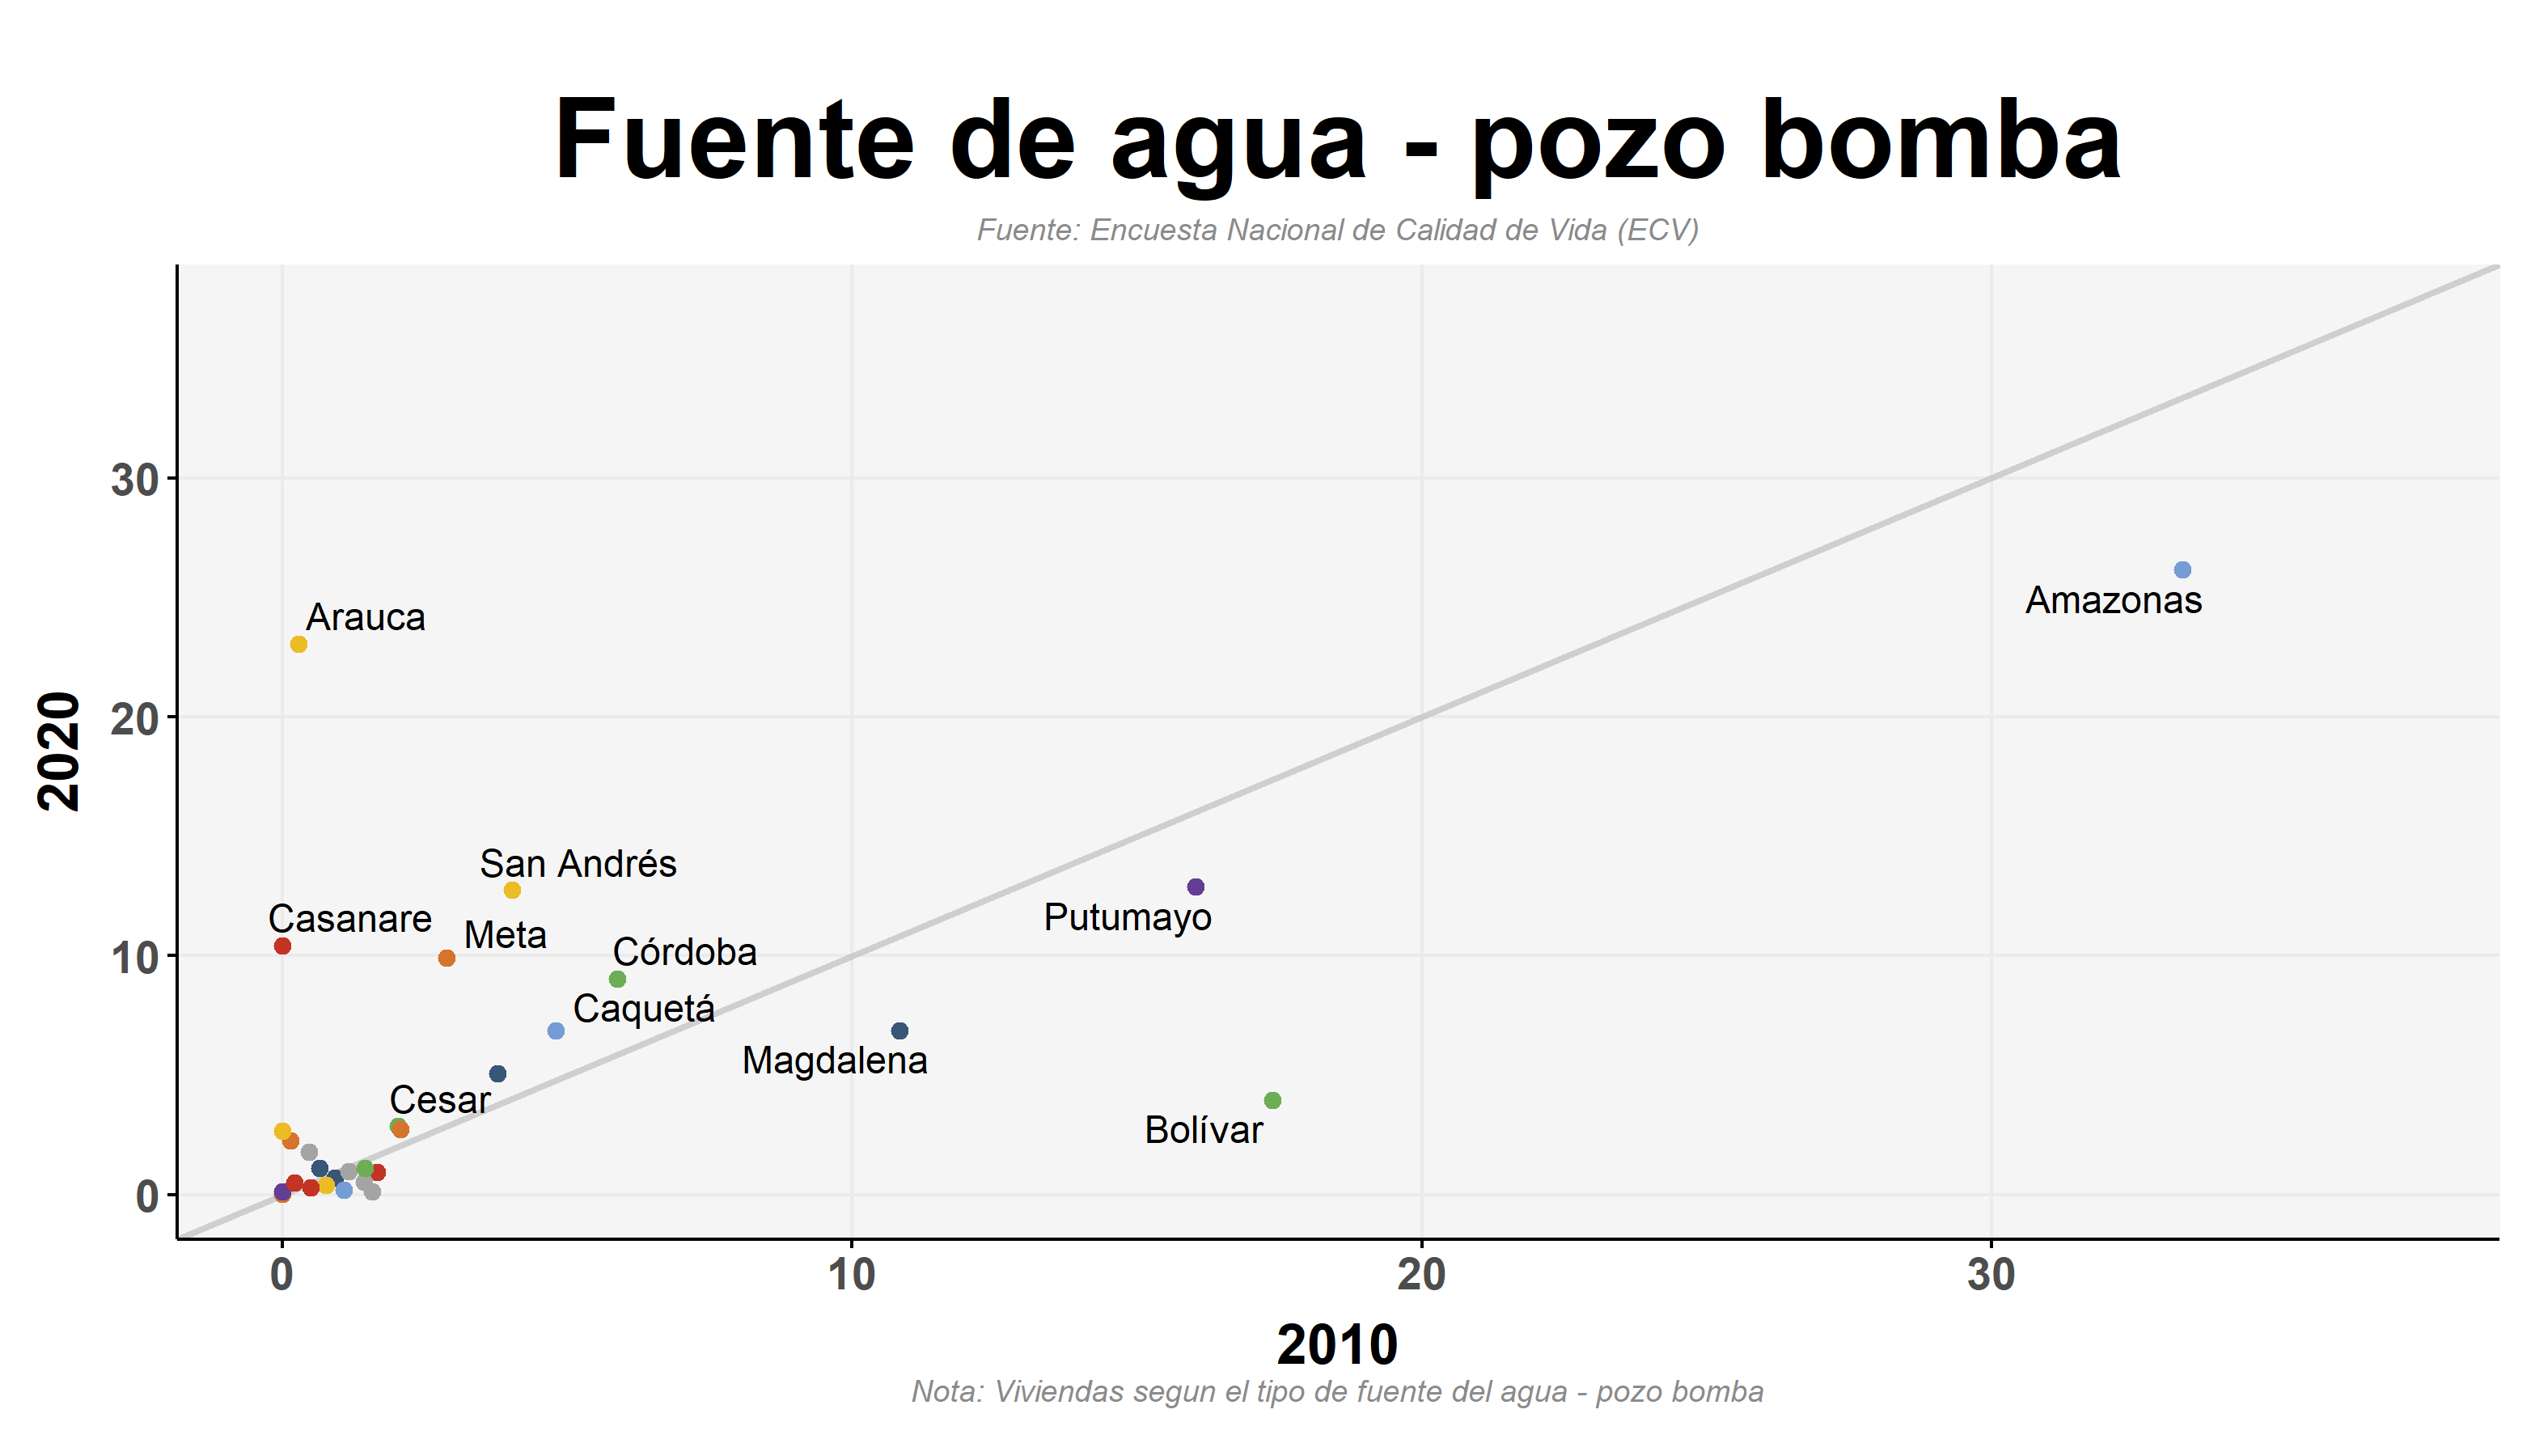 Fuente de agua - pozo bomba
Fuente: Encuesta Nacional de Calidad de Vida (ECV)
2020
30
20
10
0
Arauca
Amazonas
San Andrés
Casanare
Meta
Córdoba
Putumayo
Caquetá
Magdalena
Cesar
Bolívar
0
10
20
30
2010
Nota: Viviendas segun el tipo de fuente del agua - pozo bomba